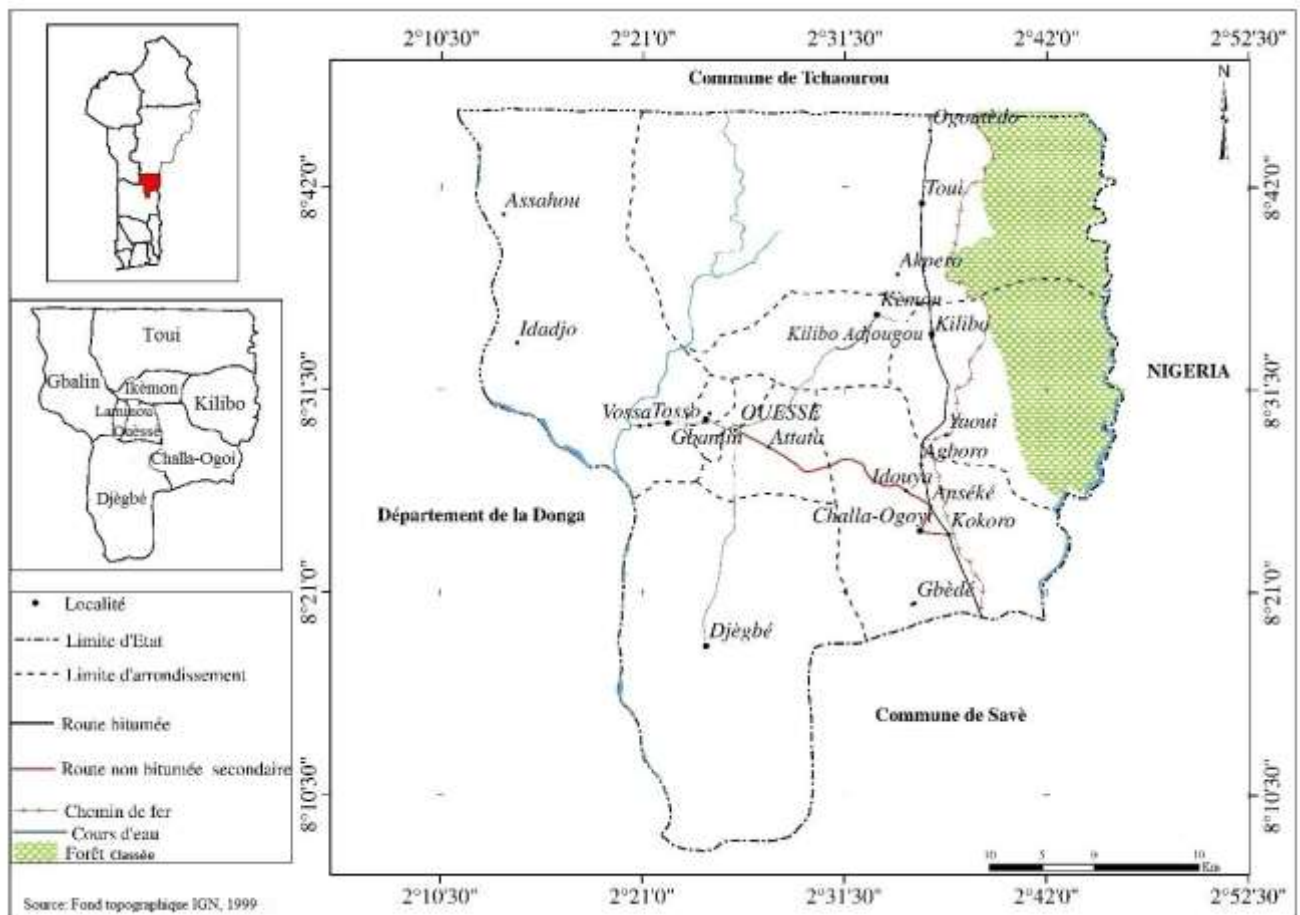 2°10'30" 2°21'0" 2°31'30" 2°42'0" 2°52'30"
Commune de Tchaourou
N
Ogoutèdo
8°42'0" 8°42'0"
Toui
Assahou
Akpero
Kèmon
Kilibo
Kilibo Adjougou
Idadjo
NIGERIA
8°31'30" 8°31'30"
Vossa Tosso OUESSE
Yaoui
Gbanlin Attata
Agboro
Idouya Anséké
Département de la Donga
Challa-Ogoyi Kokoro
8°21'0" 8°21'0"
Gbèdé
Djègbé
Commune de Savè
8°10'30" 8°10'30"
10 5 0 10
Km
2°10'30" 2°21'0" 2°31'30" 2°42'0" 2°52'30"
Toui
Gbalin
Ikèmon
Kilibo
Laminou
Ouèssè
Challa-Ogoi
Djègbé
Localité
Limite d'Etat
Limite d'arrondissement
Route bitumée
Route non bitumée secondaire
Chemin de fer
Cours d'eau
Forêt Classée
Source: Fond topographique IGN, 1999